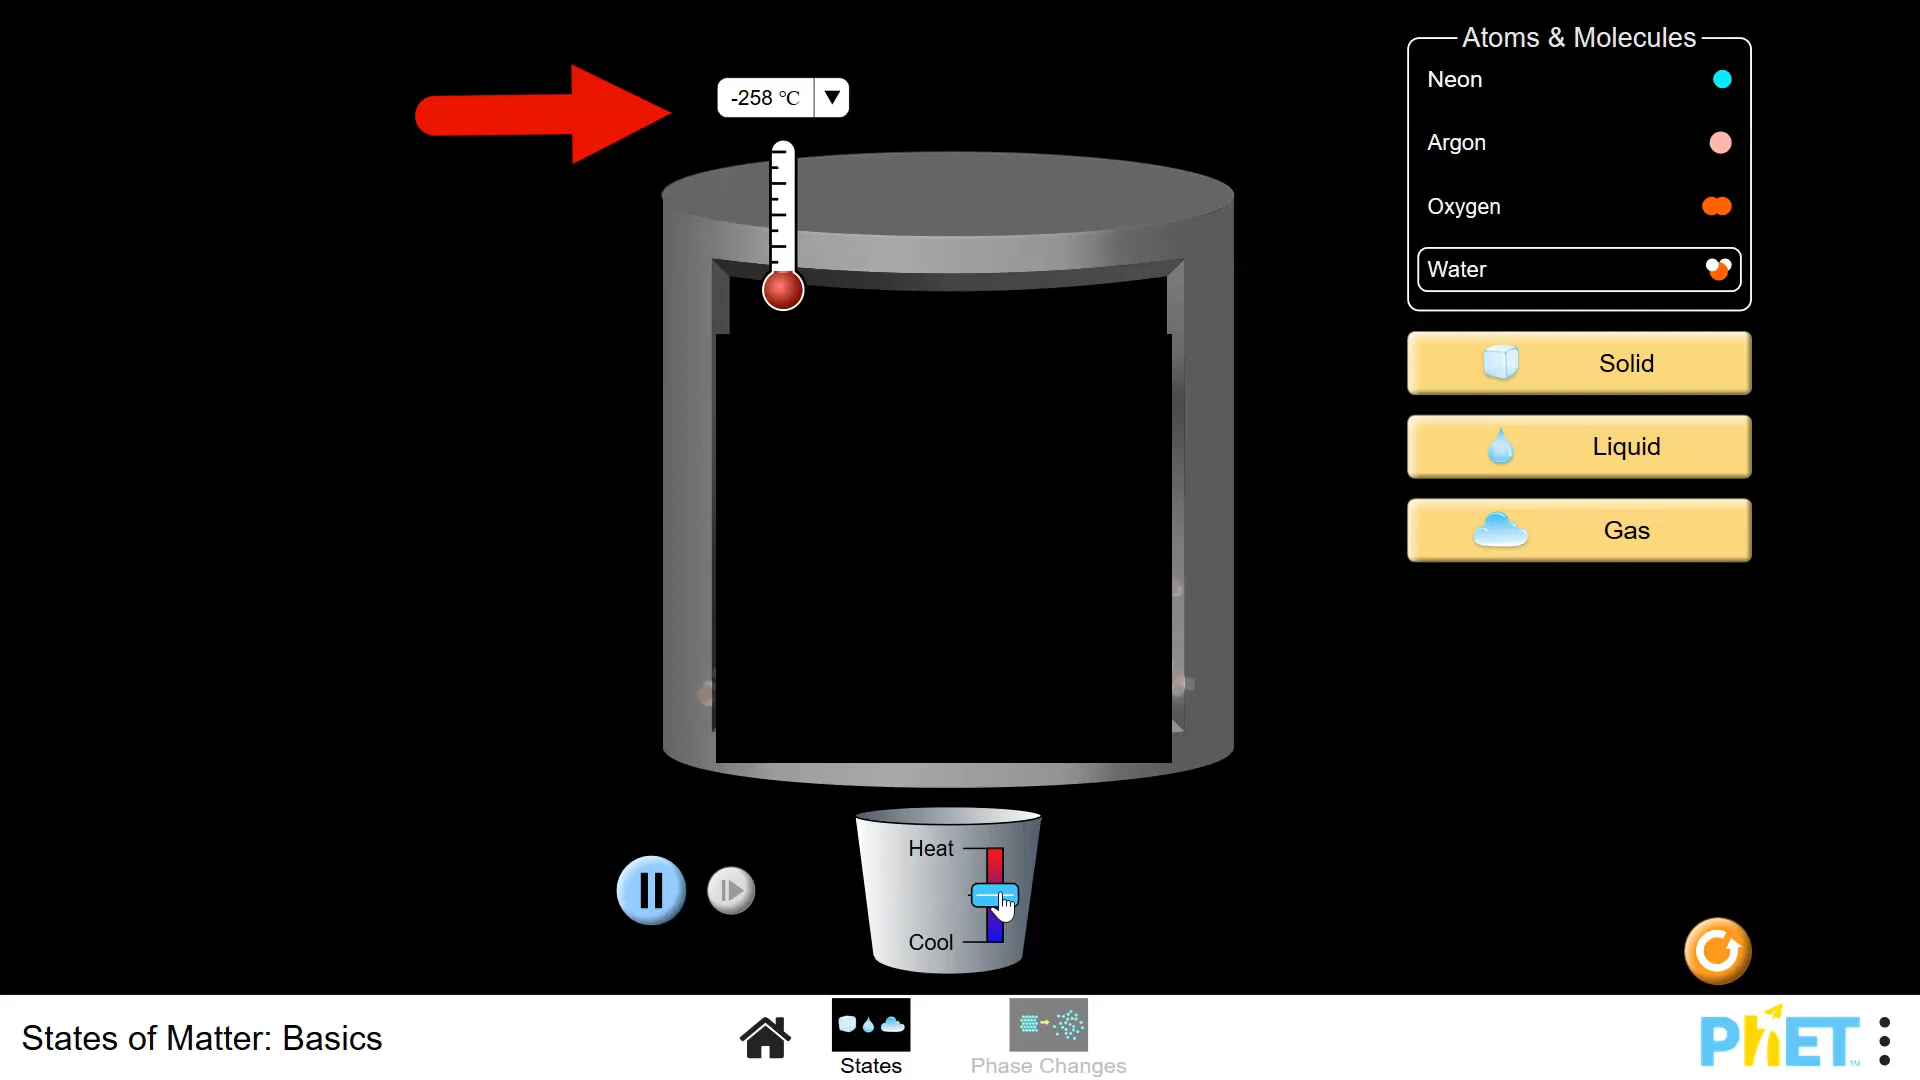 Atoms & Molecules
-258 °C
Neon
Argon
Oxygen
Water
Solid
Liquid
Gas
Heat
Cool
States of Matter: Basics
States
Phase Changes
PhET™